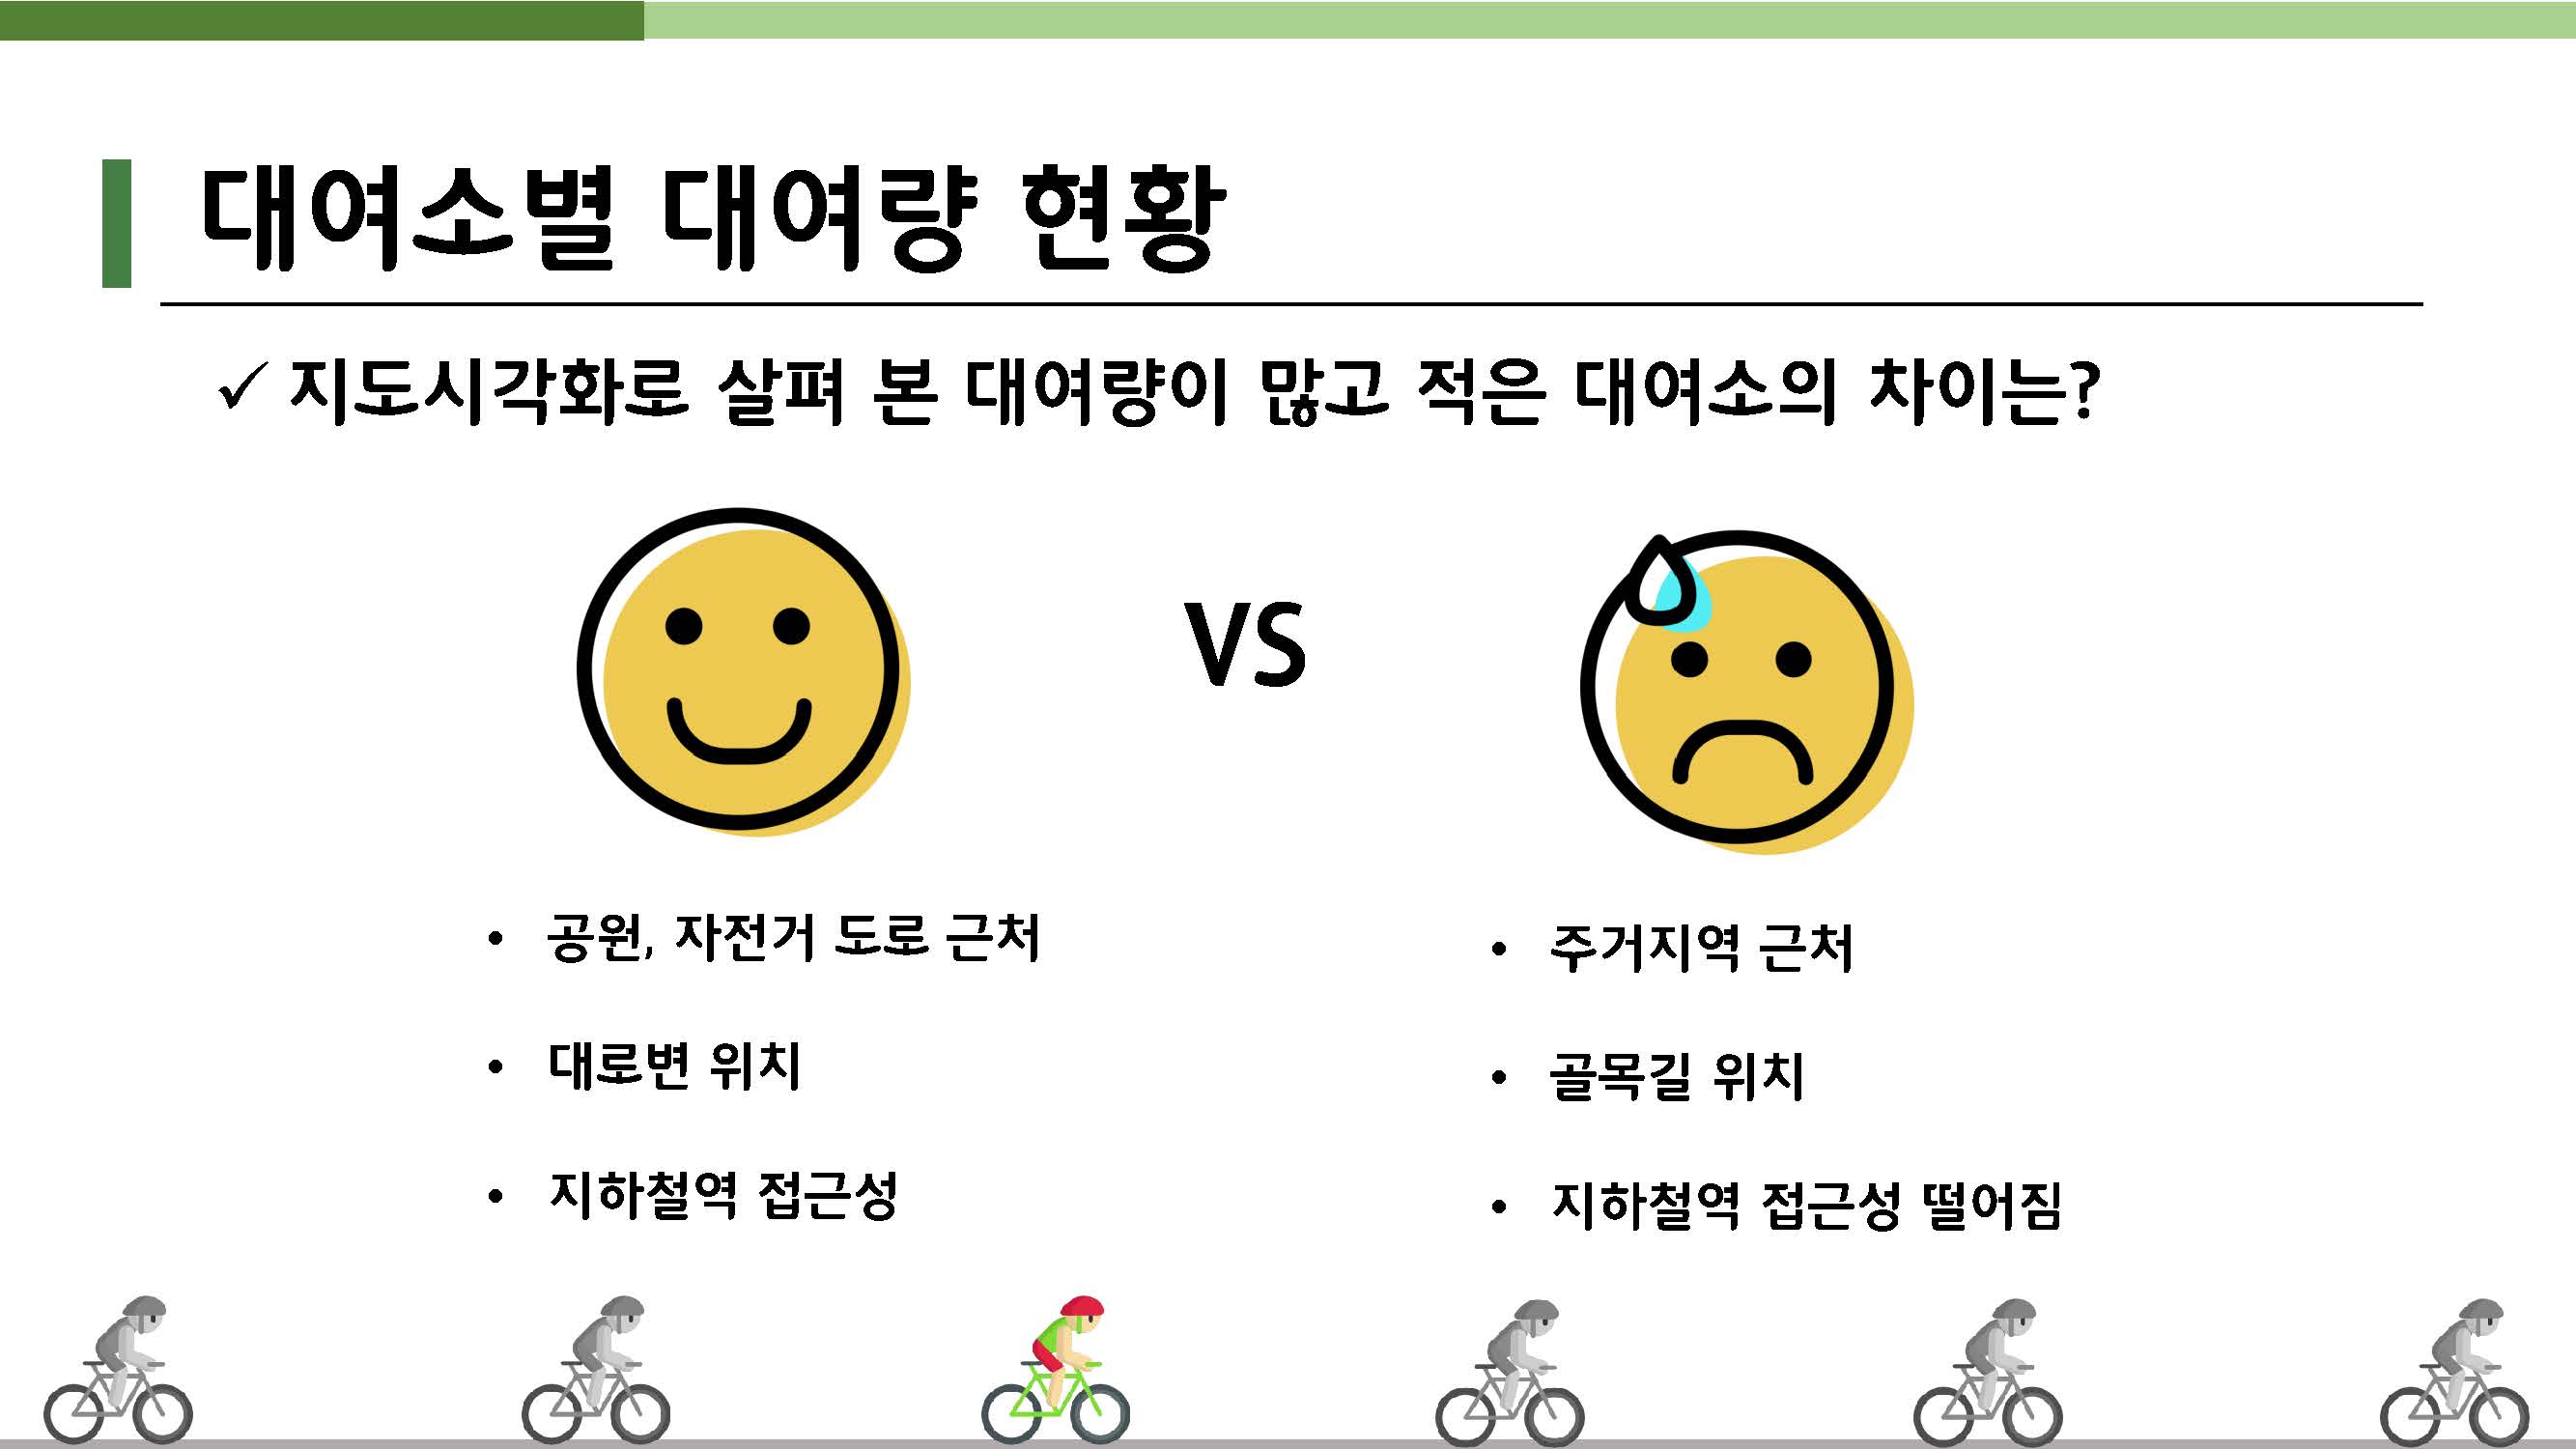 대여소별 대여량 현황
✓ 지도시각화로 살펴 본 대여량이 많고 적은 대여소의 차이는?
VS
• 공원, 자전거 도로 근처
• 대로변 위치
• 지하철역 접근성
• 주거지역 근처
• 골목길 위치
• 지하철역 접근성 떨어짐